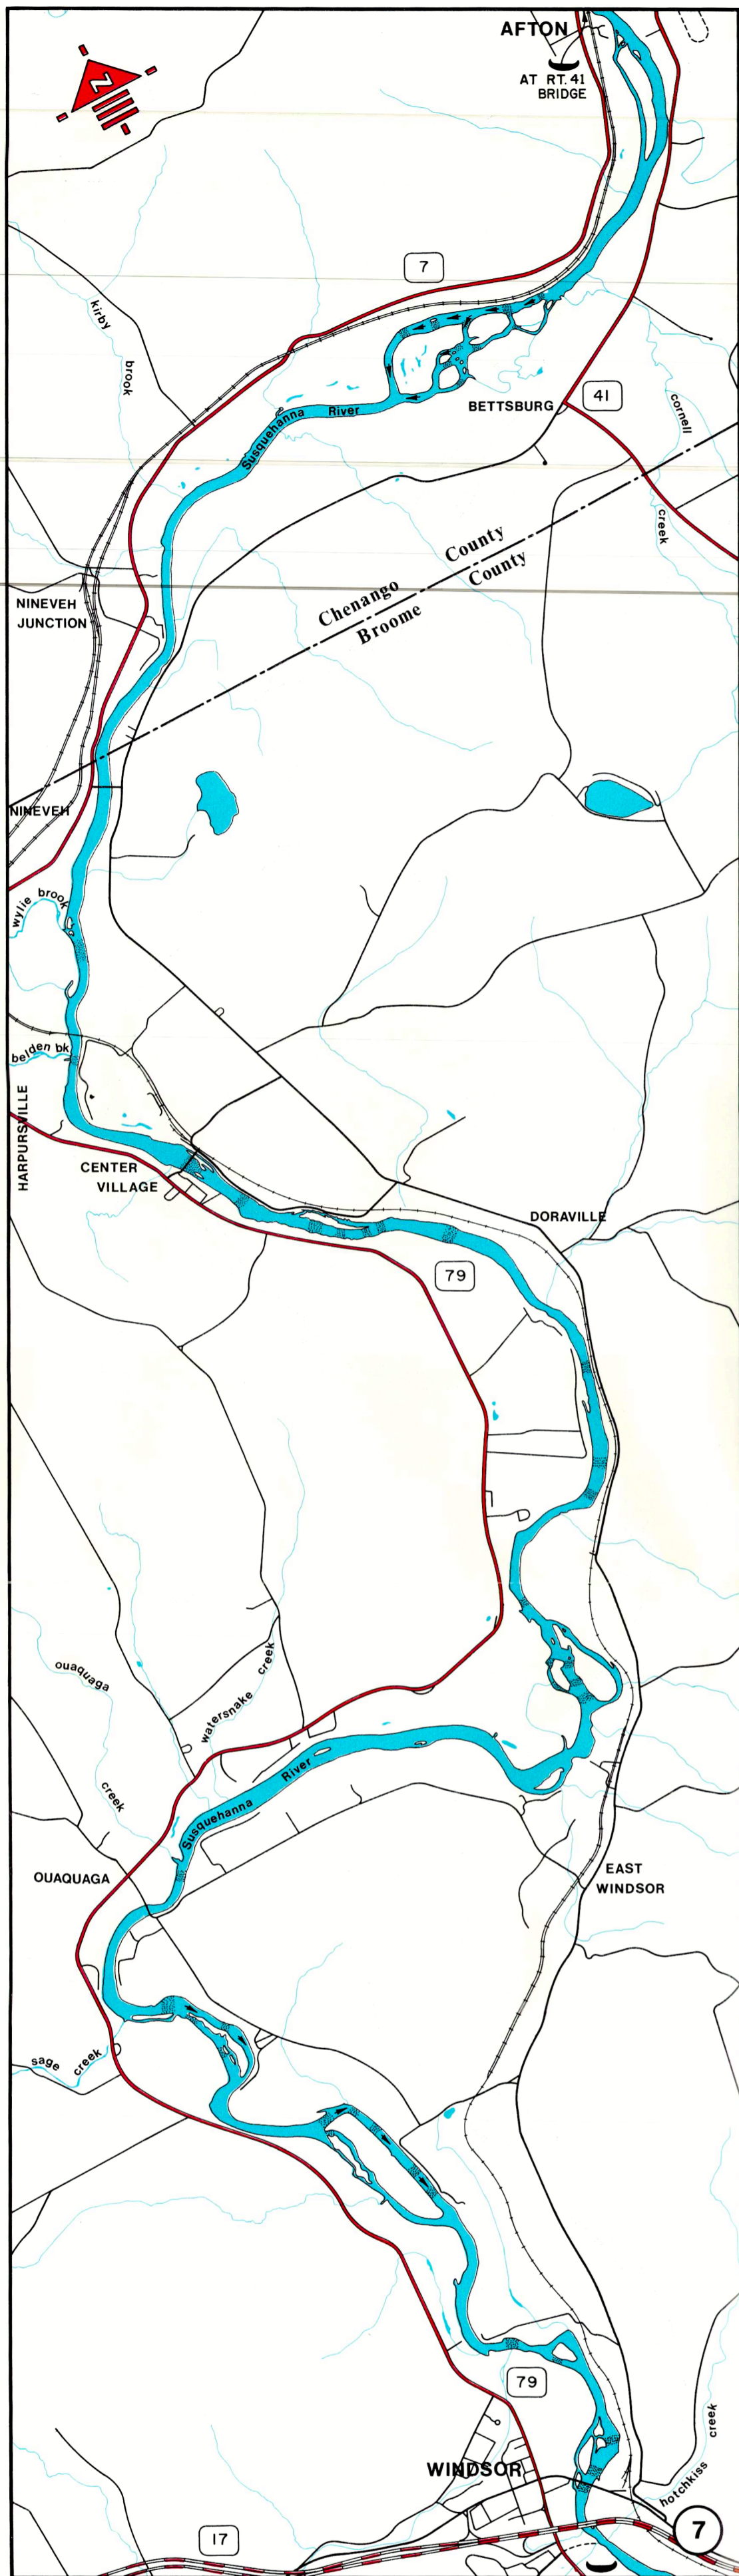 AFTON
AT RT. 41
BRIDGE
N
7
kirby
brook
Susquehanna River
BETTSBURG
41
cornell
creek
Chenango County
Broome County
NINEVEH
JUNCTION
NINEVEH
wylie brook
belden bk
HARPURSVILLE
CENTER
VILLAGE
DORAVILLE
79
ouaquaga
creek
watersnake creek
Susquehanna River
OUAQUAGA
EAST
WINDSOR
sage creek
79
WINDSOR
hotchkiss creek
17
7